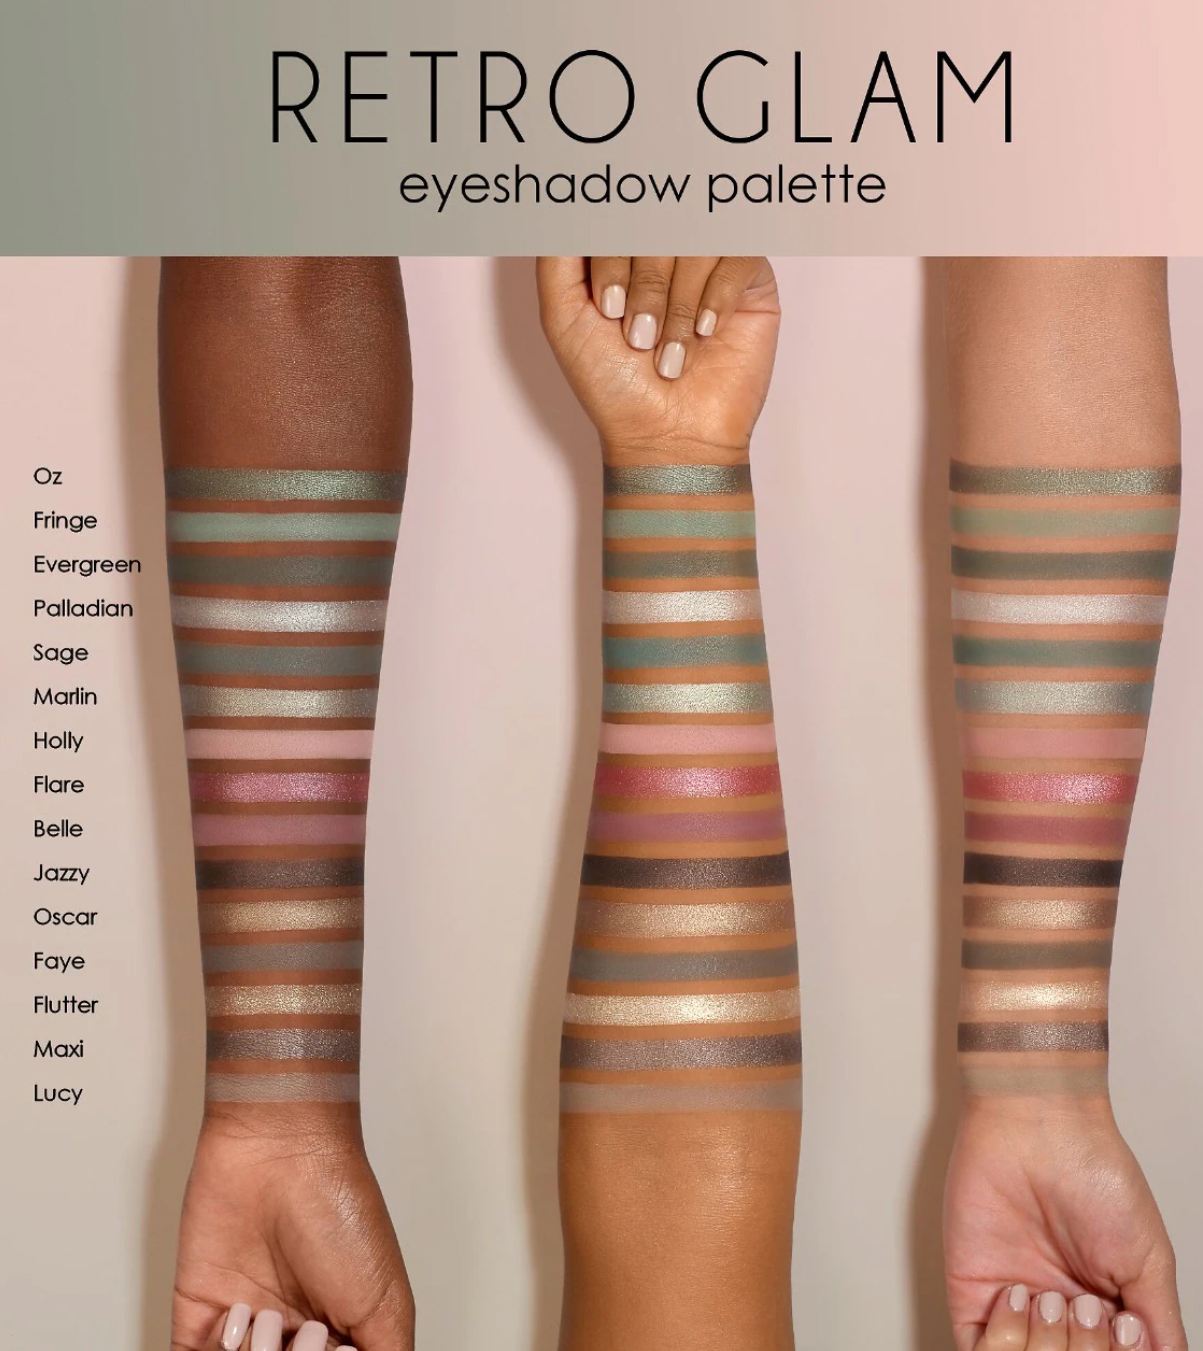 RETRO GLAM
eyeshadow palette
Oz
Fringe
Evergreen
Palladian
Sage
Marlin
Holly
Flare
Belle
Jazzy
Oscar
Faye
Flutter
Maxi
Lucy